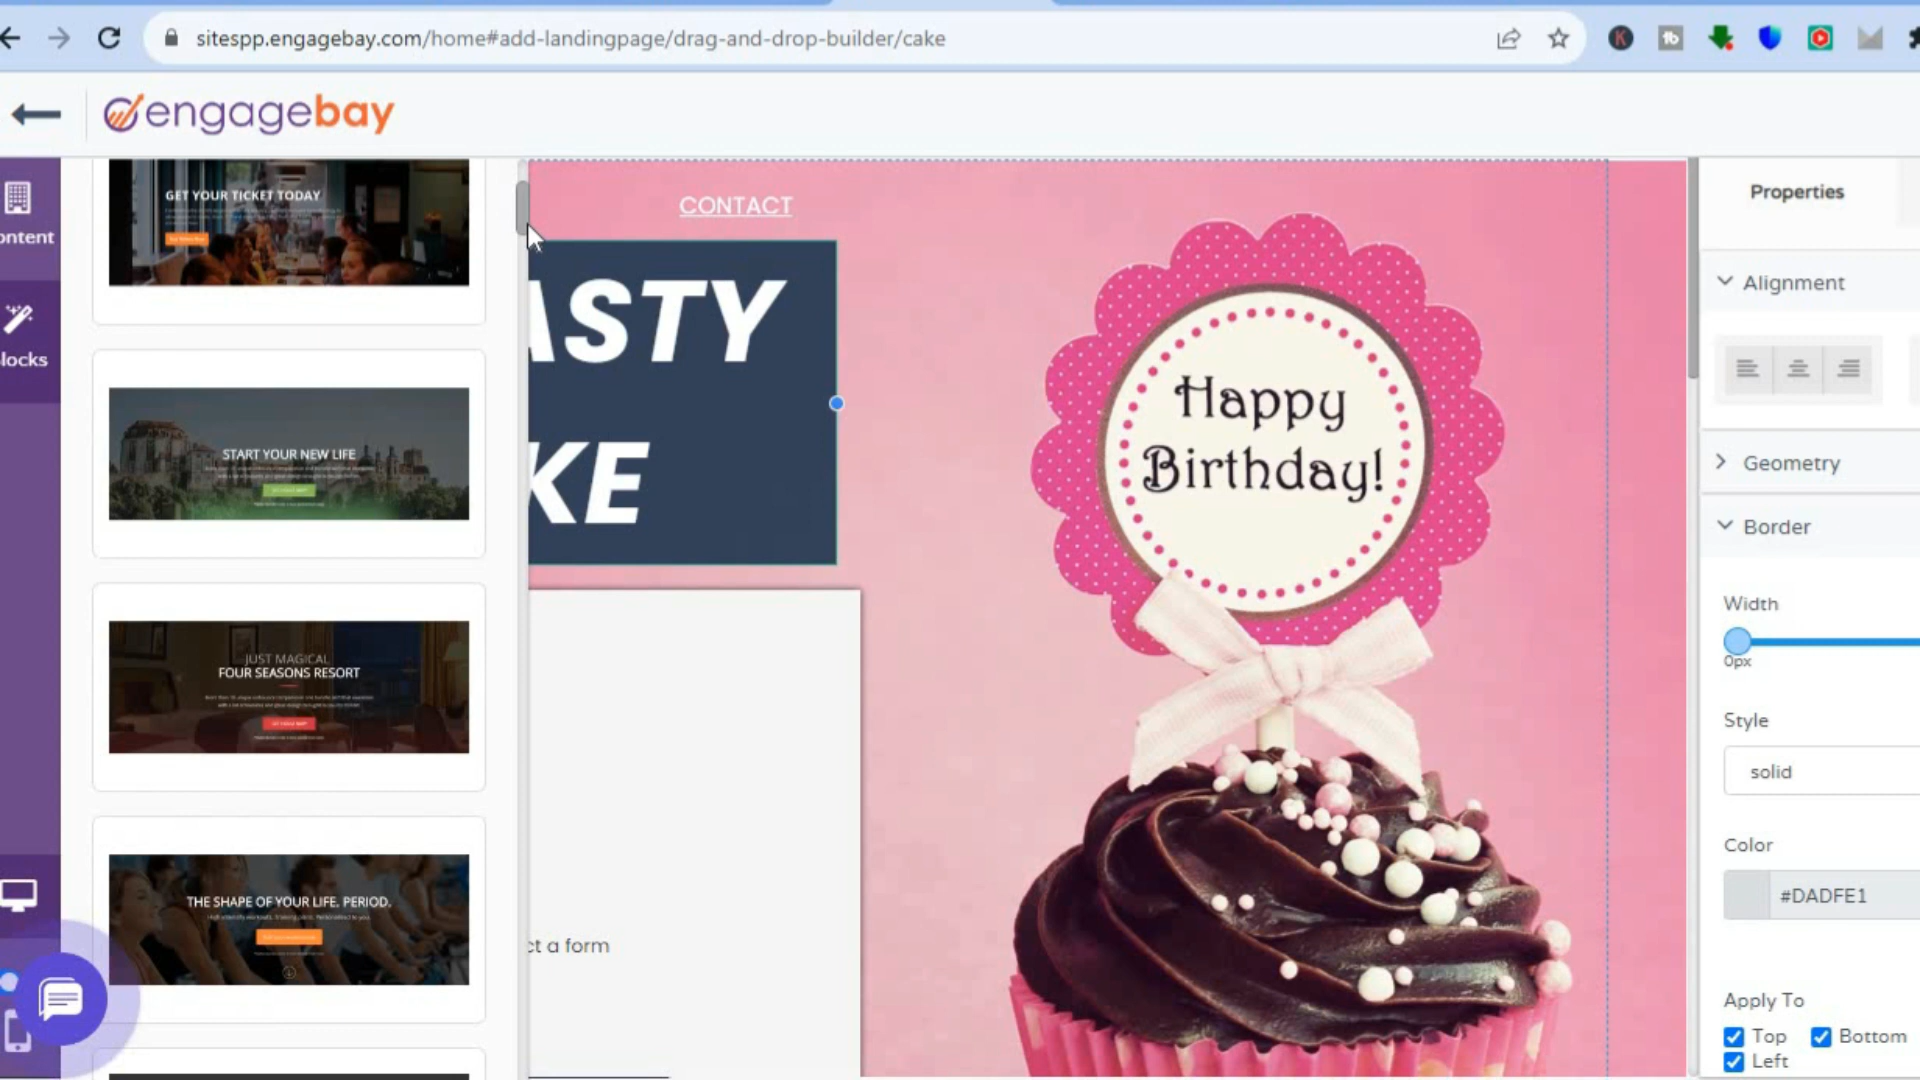 sitespp.engagebay.com/home#add-landingpage/drag-and-drop-builder/cake
engagebay
ontent
locks
GET YOUR TICKET TODAY
START YOUR NEW LIFE
JUST MAGICAL
FOUR SEASONS RESORT
THE SHAPE OF YOUR LIFE. PERIOD.
CONTACT
ASTY
KE
ct a form
Happy
Birthday!
Properties
Alignment
Geometry
Border
Width
0px
Style
solid
Color
#DADFE1
Apply To
Top Bottom
Left